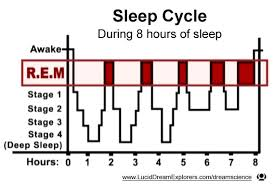 Sleep Cycle
During 8 hours of sleep
Awake
R.E.M
Stage 1
Stage 2
Stage 3
Stage 4
(Deep Sleep)
Hours: 0 1 2 3 4 5 6 7 8
www.LucidDreamExplorers.com/dreamscience